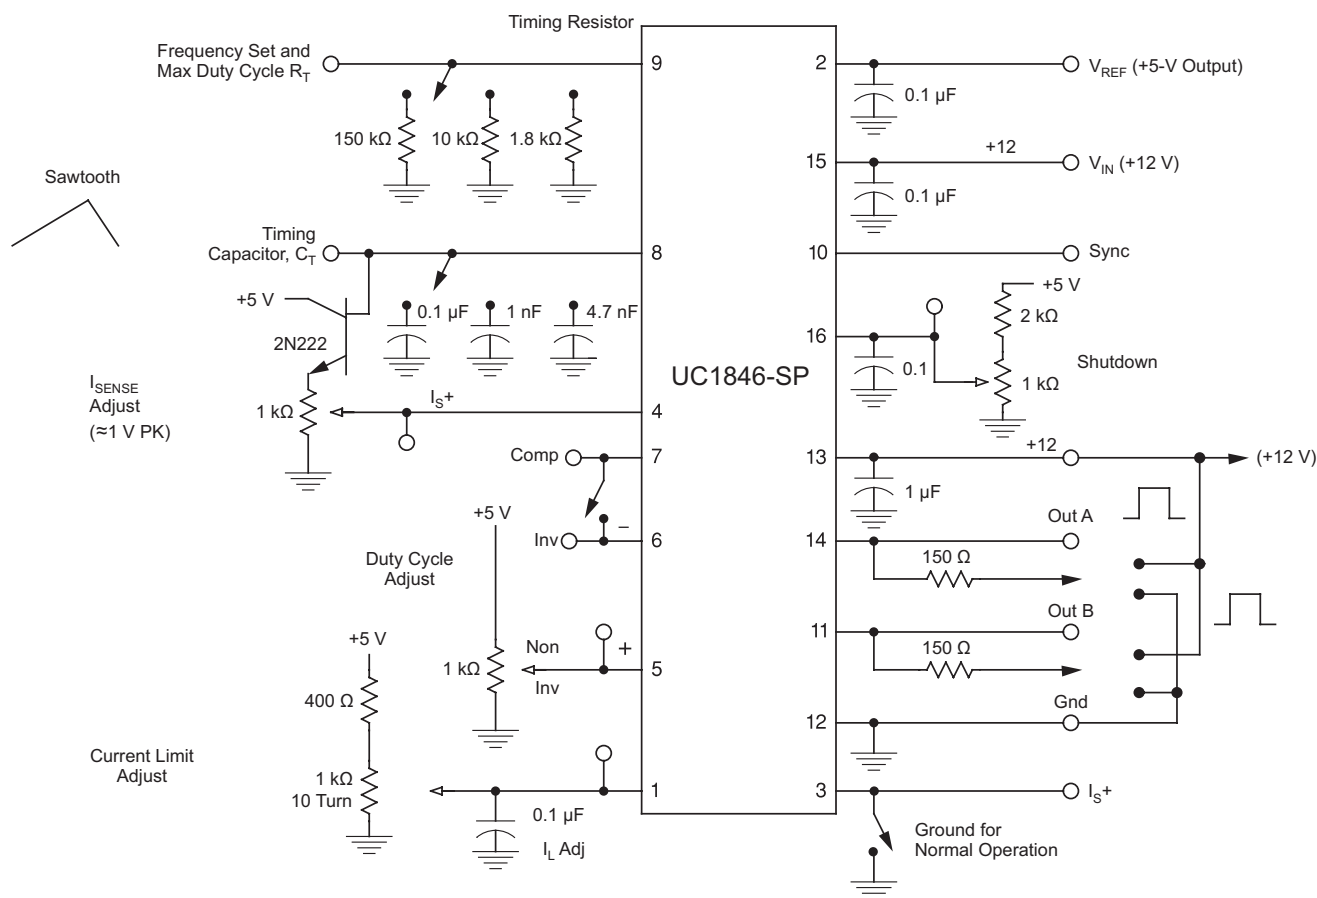 Timing Resistor
Frequency Set and
Max Duty Cycle R_T
9
2
V_REF (+5-V Output)
0.1 µF
150 kΩ
10 kΩ
1.8 kΩ
15
+12
V_IN (+12 V)
0.1 µF
Sawtooth
Timing
Capacitor, C_T
8
10
Sync
+5 V
0.1 µF
1 nF
4.7 nF
2N222
+5 V
2 kΩ
16
0.1
1 kΩ
Shutdown
UC1846-SP
I_SENSE
Adjust
(≈1 V PK)
1 kΩ
I_S+
4
Comp
7
13
+12
(+12 V)
1 µF
+5 V
Inv
–
6
14
Out A
150 Ω
Duty Cycle
Adjust
11
Out B
150 Ω
+5 V
400 Ω
1 kΩ
Non
Inv
+
5
12
Gnd
Current Limit
Adjust
1 kΩ
10 Turn
1
0.1 µF
I_L Adj
3
I_S+
Ground for
Normal Operation